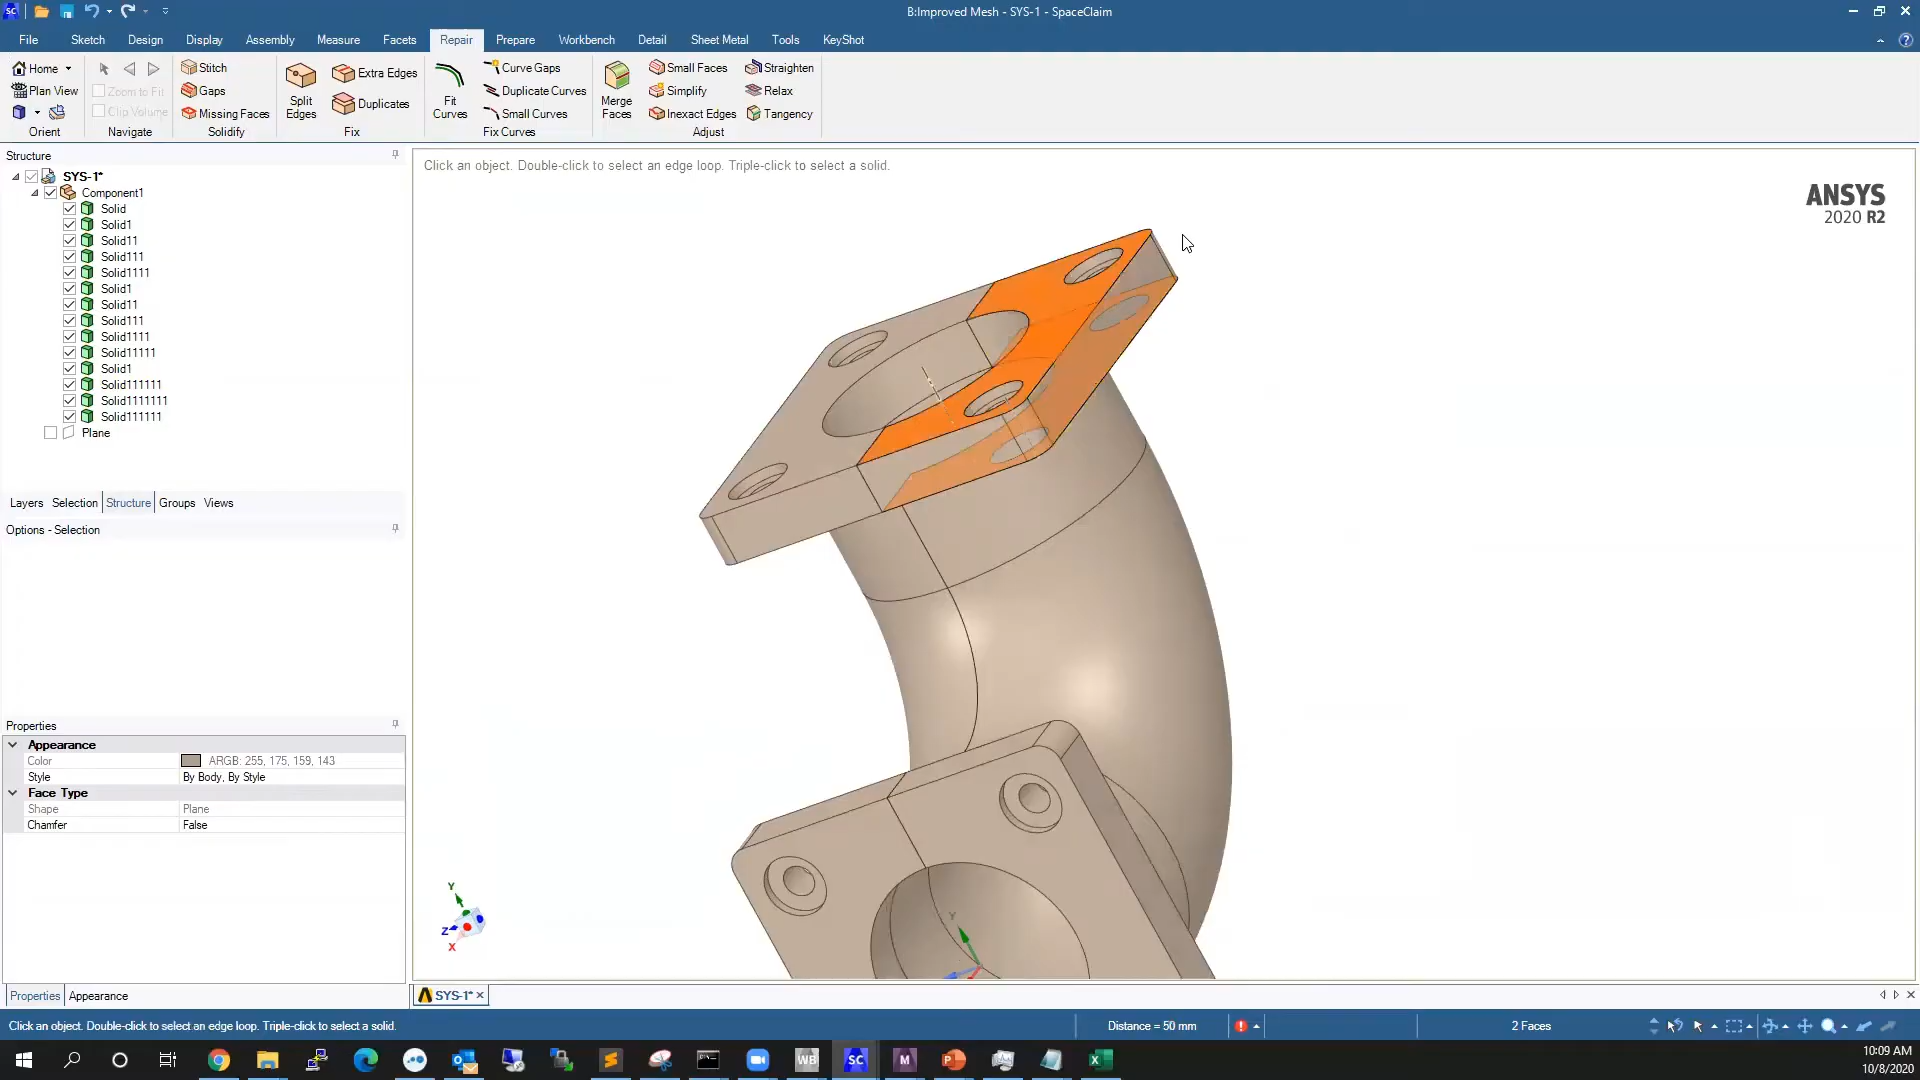 B:Improved Mesh - SYS-1 - SpaceClaim
File Sketch Design Display Assembly Measure Facets Repair Prepare Workbench Detail Sheet Metal Tools KeyShot
Home
Plan View
Orient
Zoom to Fit
Clip Volume
Navigate
Stitch
Gaps
Missing Faces
Solidify
Split Edges
Extra Edges
Duplicates
Fix
Fit Curves
Curve Gaps
Duplicate Curves
Small Curves
Fix Curves
Merge Faces
Small Faces
Simplify
Inexact Edges
Straighten
Relax
Tangency
Adjust
Structure
SYS-1*
Component1
Solid
Solid1
Solid11
Solid111
Solid1111
Solid1
Solid11
Solid111
Solid1111
Solid11111
Solid1
Solid111111
Solid1111111
Solid111111
Plane
Layers Selection Structure Groups Views
Options - Selection
Properties
Appearance
Color ARGB: 255, 175, 159, 143
Style By Body, By Style
Face Type
Shape Plane
Chamfer False
Properties Appearance
Click an object. Double-click to select an edge loop. Triple-click to select a solid.
ANSYS
2020 R2
Y
Z
X
Y
SYS-1*
Click an object. Double-click to select an edge loop. Triple-click to select a solid.
Distance = 50 mm
2 Faces
WB
SC
M
10:09 AM
10/8/2020